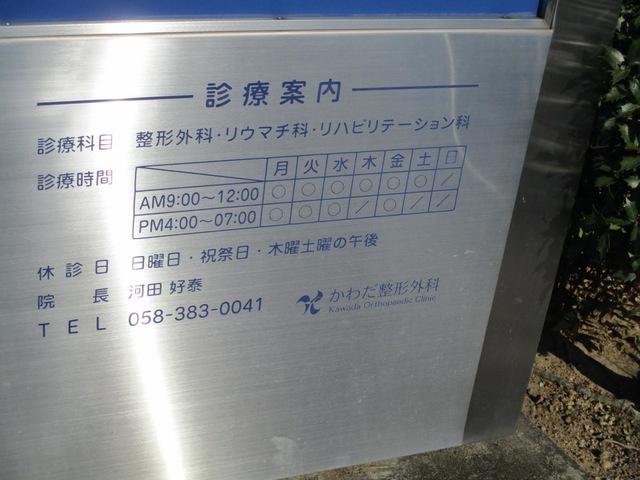 診療案内
診療科目 整形外科・リウマチ科・リハビリテーション科
診療時間 月 火 水 木 金 土 日
AM9:00～12:00 ○ ○ ○ ○ ○ ○ ／
PM4:00～07:00 ○ ○ ○ ／ ○ ／ ／
休診日 日曜日・祝祭日・木曜土曜の午後
院長 河田 好泰
TEL 058-383-0041
かわだ整形外科
Kawada Orthopaedic Clinic